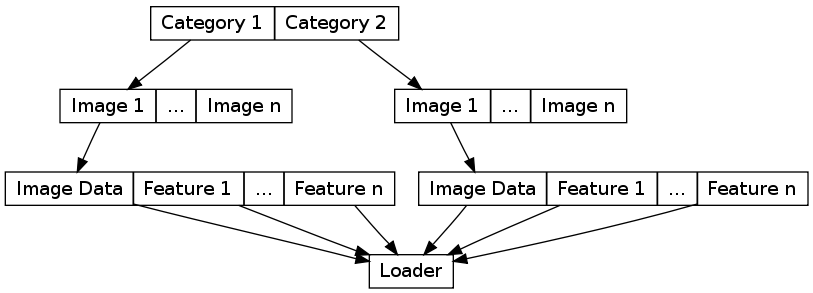 Category 1 Category 2
Image 1 ... Image n Image 1 ... Image n
Image Data Feature 1 ... Feature n Image Data Feature 1 ... Feature n
Loader